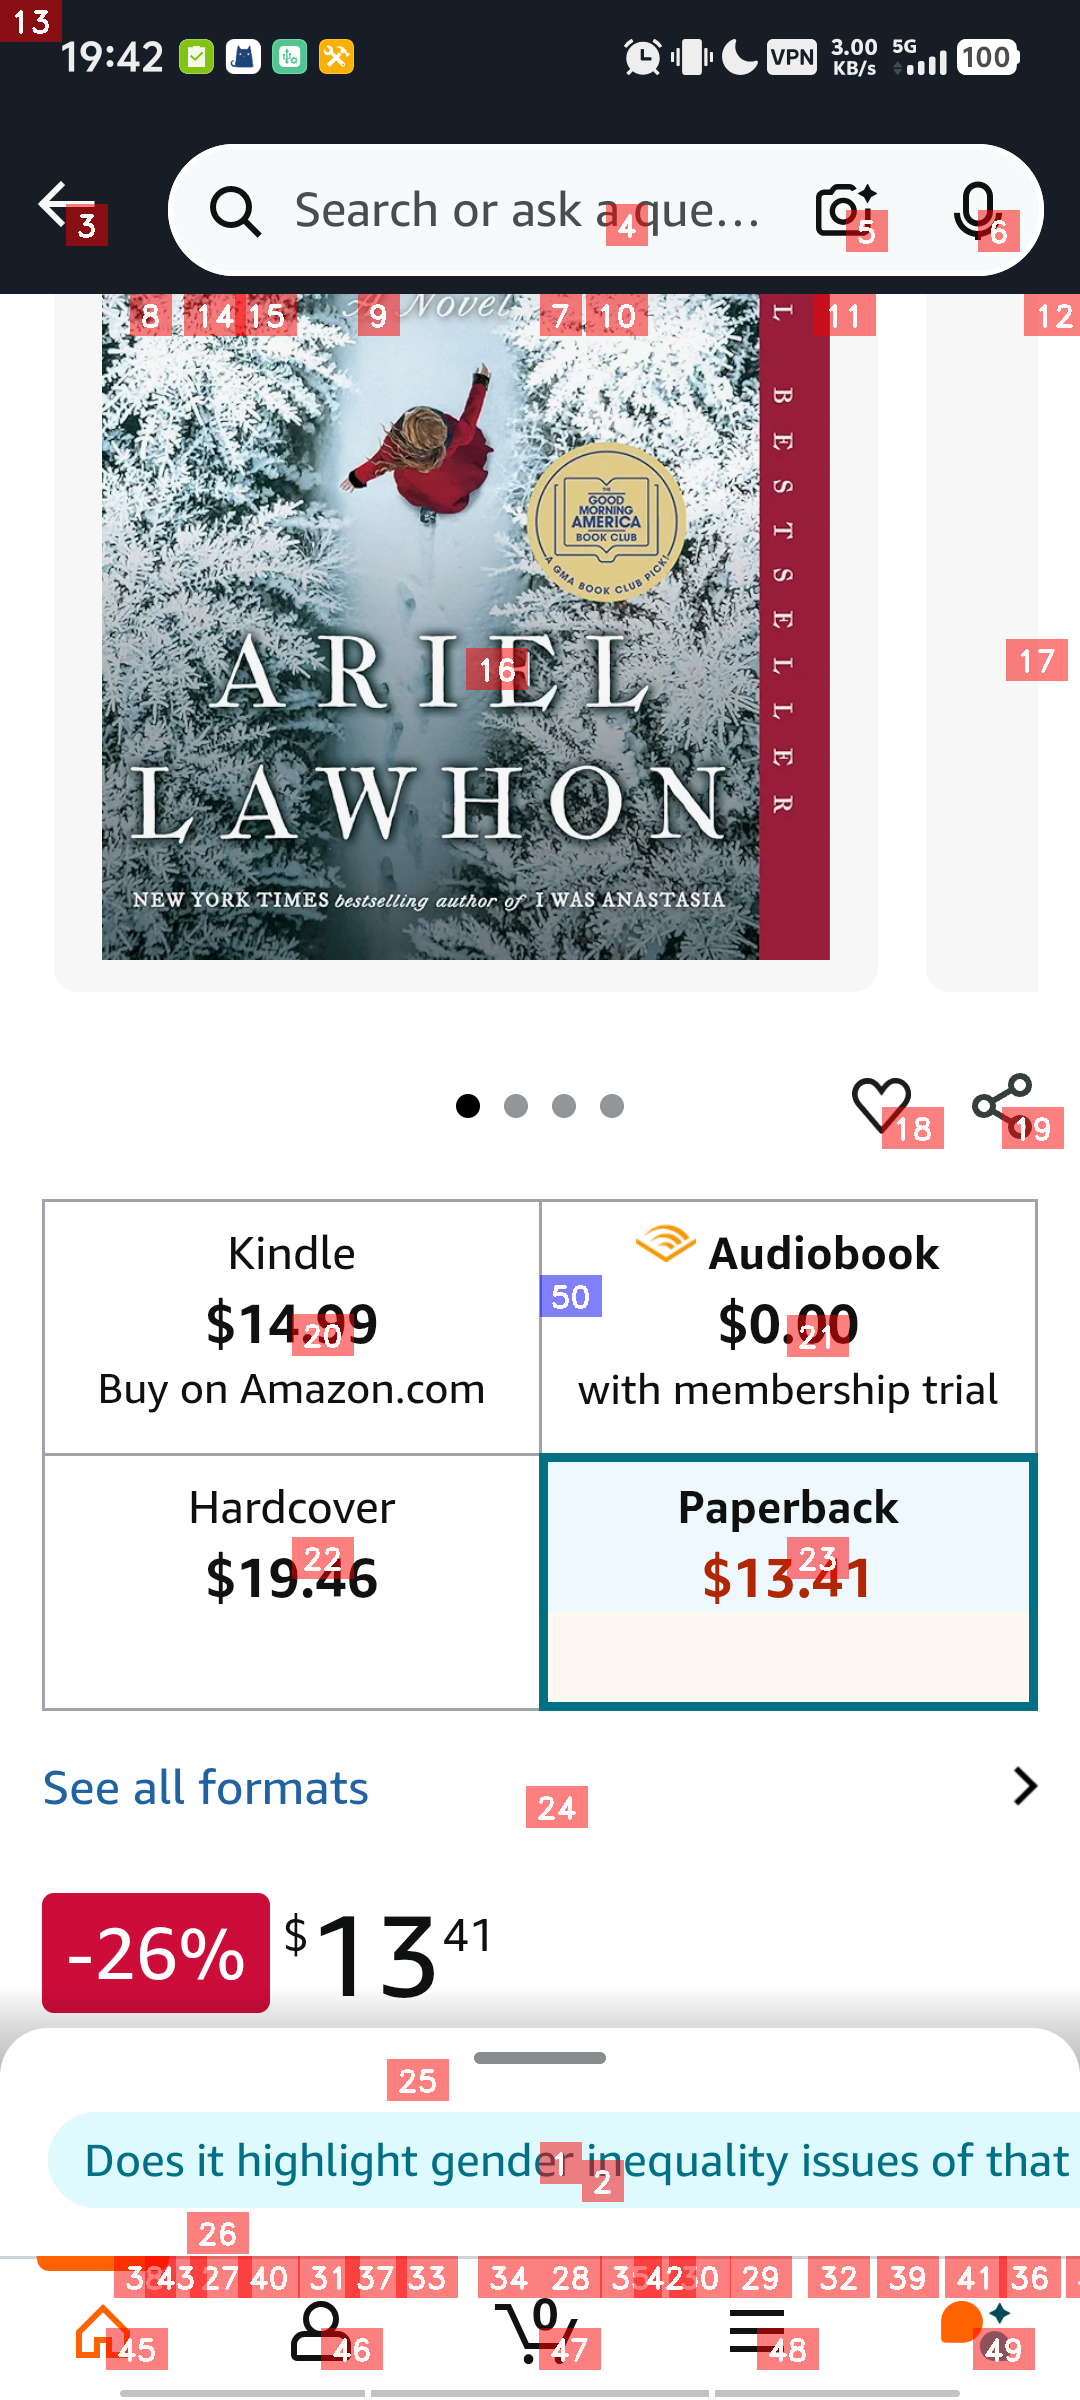 13
19:42
VPN
3.00 KB/s
5G
100
3
Search or ask a que...
4
5
6
8
14
15
A Novel
9
7
10
11
12
L BESTSELLER
THE
GOOD
MORNING
AMERICA
BOOK CLUB
A GMA BOOK CLUB PICK!
17
ARIEL
16
LAWHON
NEW YORK TIMES bestselling author of I WAS ANASTASIA
18
19
Kindle
$14.99
20
Buy on Amazon.com
50
Audiobook
$0.00
21
with membership trial
Hardcover
22
$19.46
Paperback
23
$13.41
See all formats
24
-26%
$13 41
25
Does it highlight gender inequality issues of that
1
2
26
38 43 27 40 31 37 33 34 28 35 42 30 29 32 39 41 36
0
45
46
47
48
49